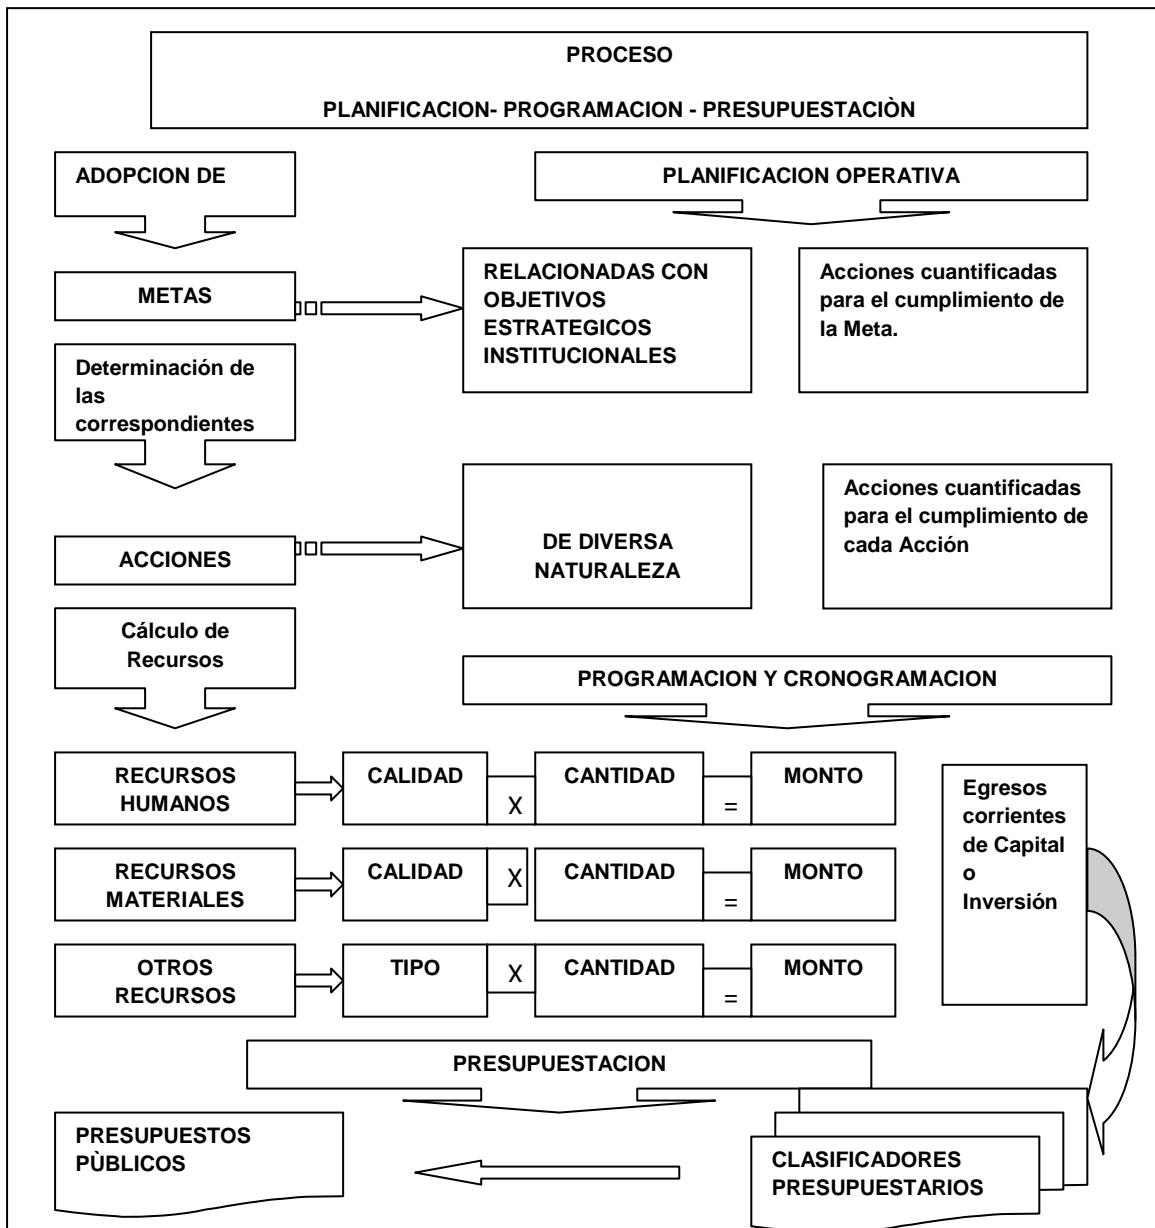 PROCESO
PLANIFICACION- PROGRAMACION - PRESUPUESTACIÒN
ADOPCION DE
PLANIFICACION OPERATIVA
METAS
RELACIONADAS CON
OBJETIVOS
ESTRATEGICOS
INSTITUCIONALES
Acciones cuantificadas
para el cumplimiento de
la Meta.
Determinación de
las
correspondientes
ACCIONES
DE DIVERSA
NATURALEZA
Acciones cuantificadas
para el cumplimiento de
cada Acción
Cálculo de
Recursos
PROGRAMACION Y CRONOGRAMACION
RECURSOS
HUMANOS
CALIDAD
X
CANTIDAD
=
MONTO
RECURSOS
MATERIALES
CALIDAD
X
CANTIDAD
=
MONTO
OTROS
RECURSOS
TIPO
X
CANTIDAD
=
MONTO
Egresos
corrientes
de Capital
o
Inversión
PRESUPUESTACION
PRESUPUESTOS
PÙBLICOS
CLASIFICADORES
PRESUPUESTARIOS